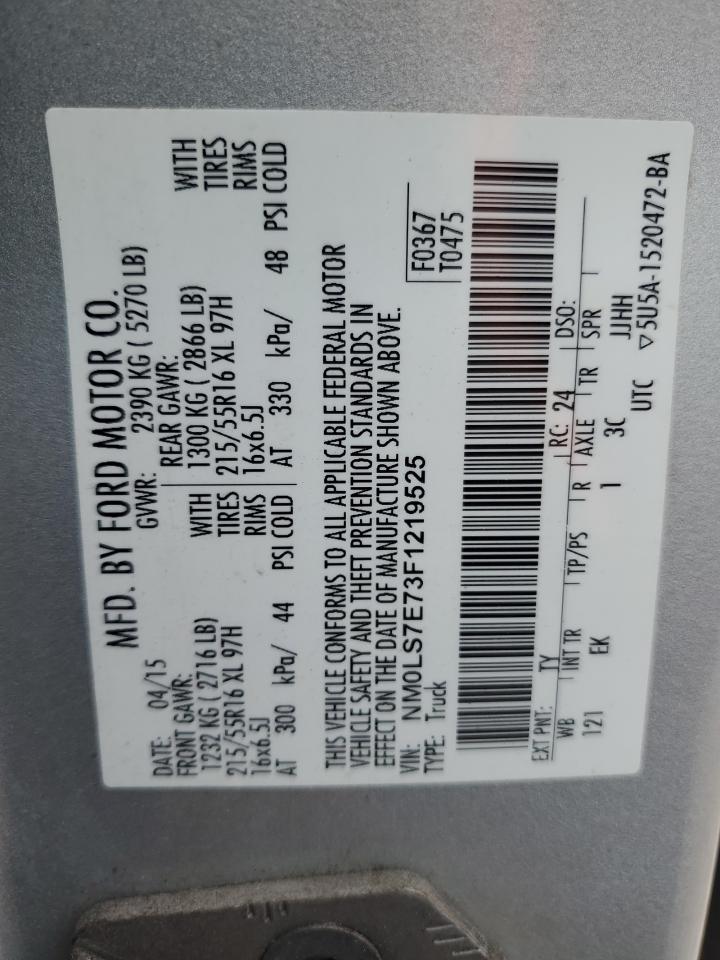 MFD. BY FORD MOTOR CO.
DATE: 04/15 GVWR: 2390 KG ( 5270 LB)
FRONT GAWR: REAR GAWR:
1232 KG ( 2716 LB) WITH 1300 KG ( 2866 LB) WITH
215/55R16 XL 97H TIRES 215/55R16 XL 97H TIRES
16x6.5J RIMS 16x6.5J RIMS
AT 300 kPa/ 44 PSI COLD AT 330 kPa/ 48 PSI COLD
THIS VEHICLE CONFORMS TO ALL APPLICABLE FEDERAL MOTOR
VEHICLE SAFETY AND THEFT PREVENTION STANDARDS IN
EFFECT ON THE DATE OF MANUFACTURE SHOWN ABOVE.
VIN: NM0LS7E73F1219525 F0367
TYPE: Truck T0475
EXT PNT: TY RC: 24 DSO:
WB INT TR TP/PS R AXLE TR SPR
121 EK 1 3C JJHH
UTC ▽5U5A-1520472-BA